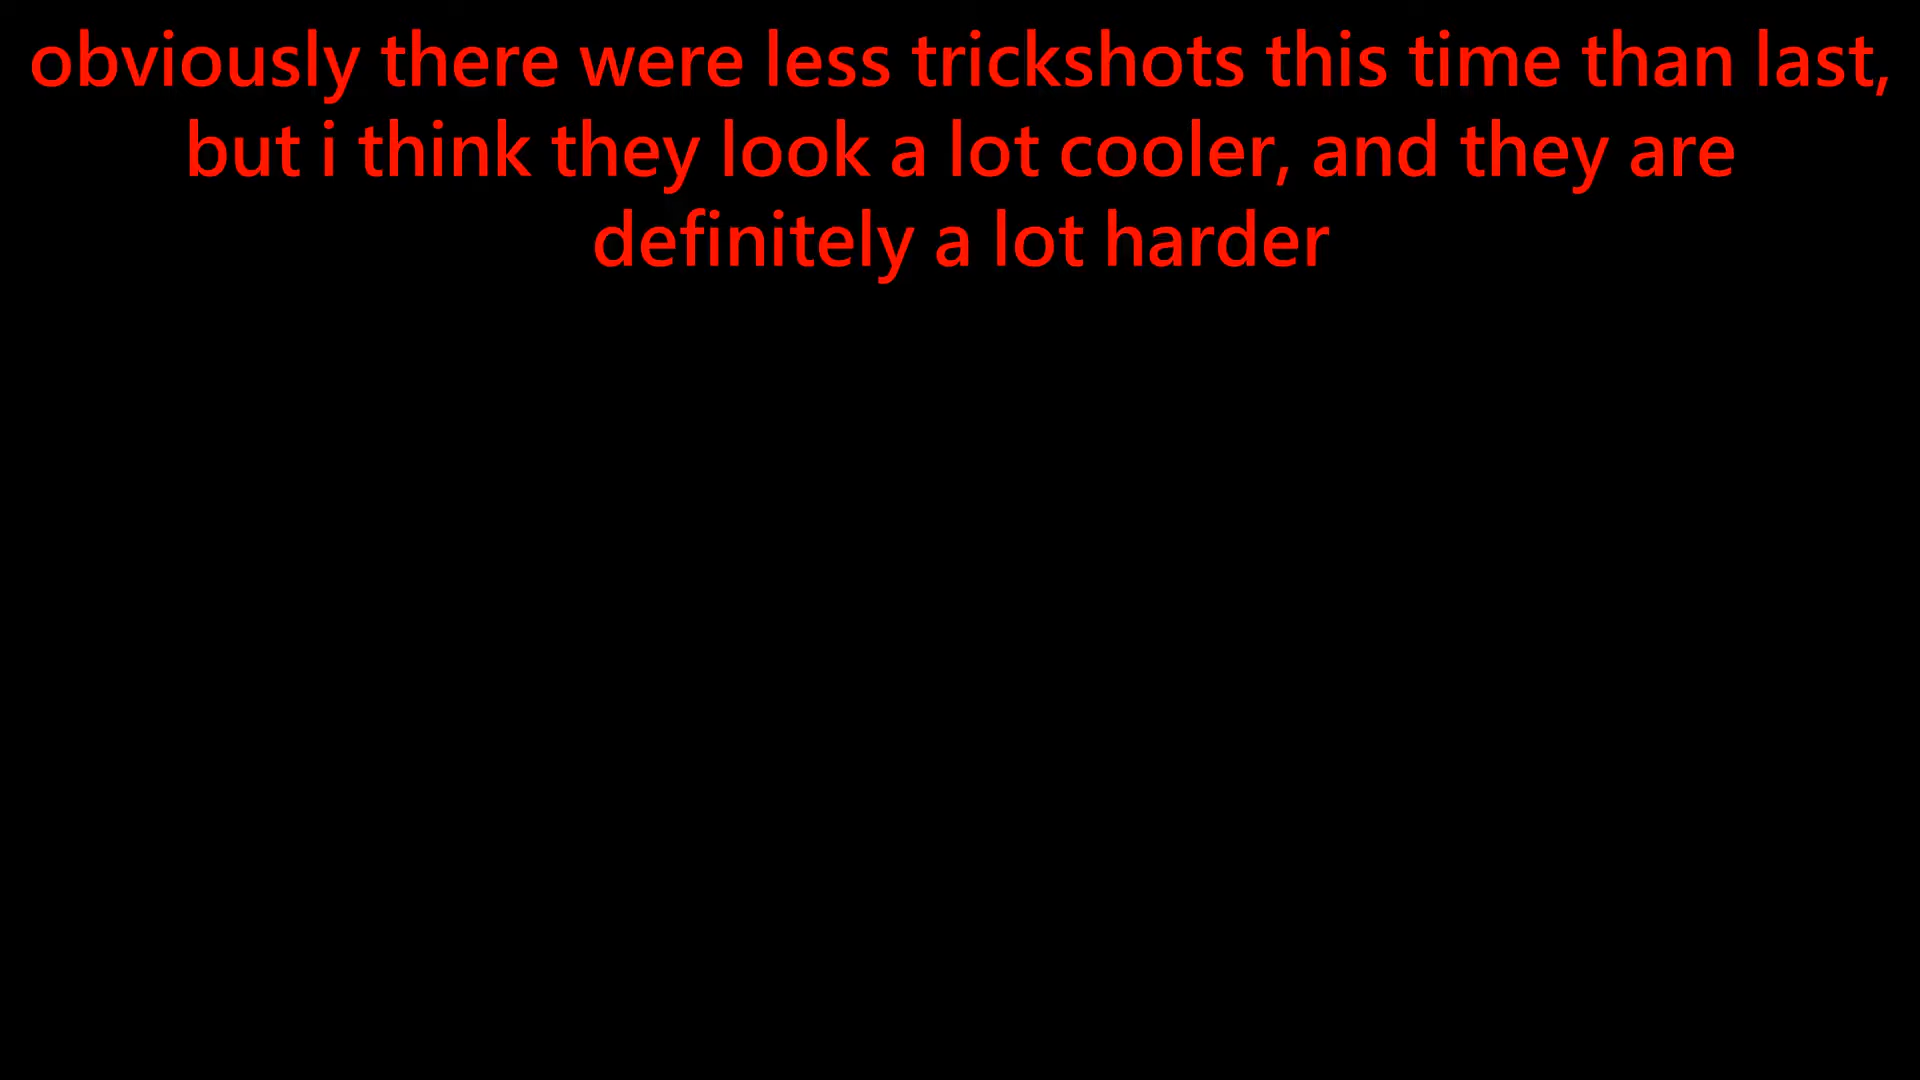 obviously there were less trickshots this time than last,
but i think they look a lot cooler, and they are
definitely a lot harder